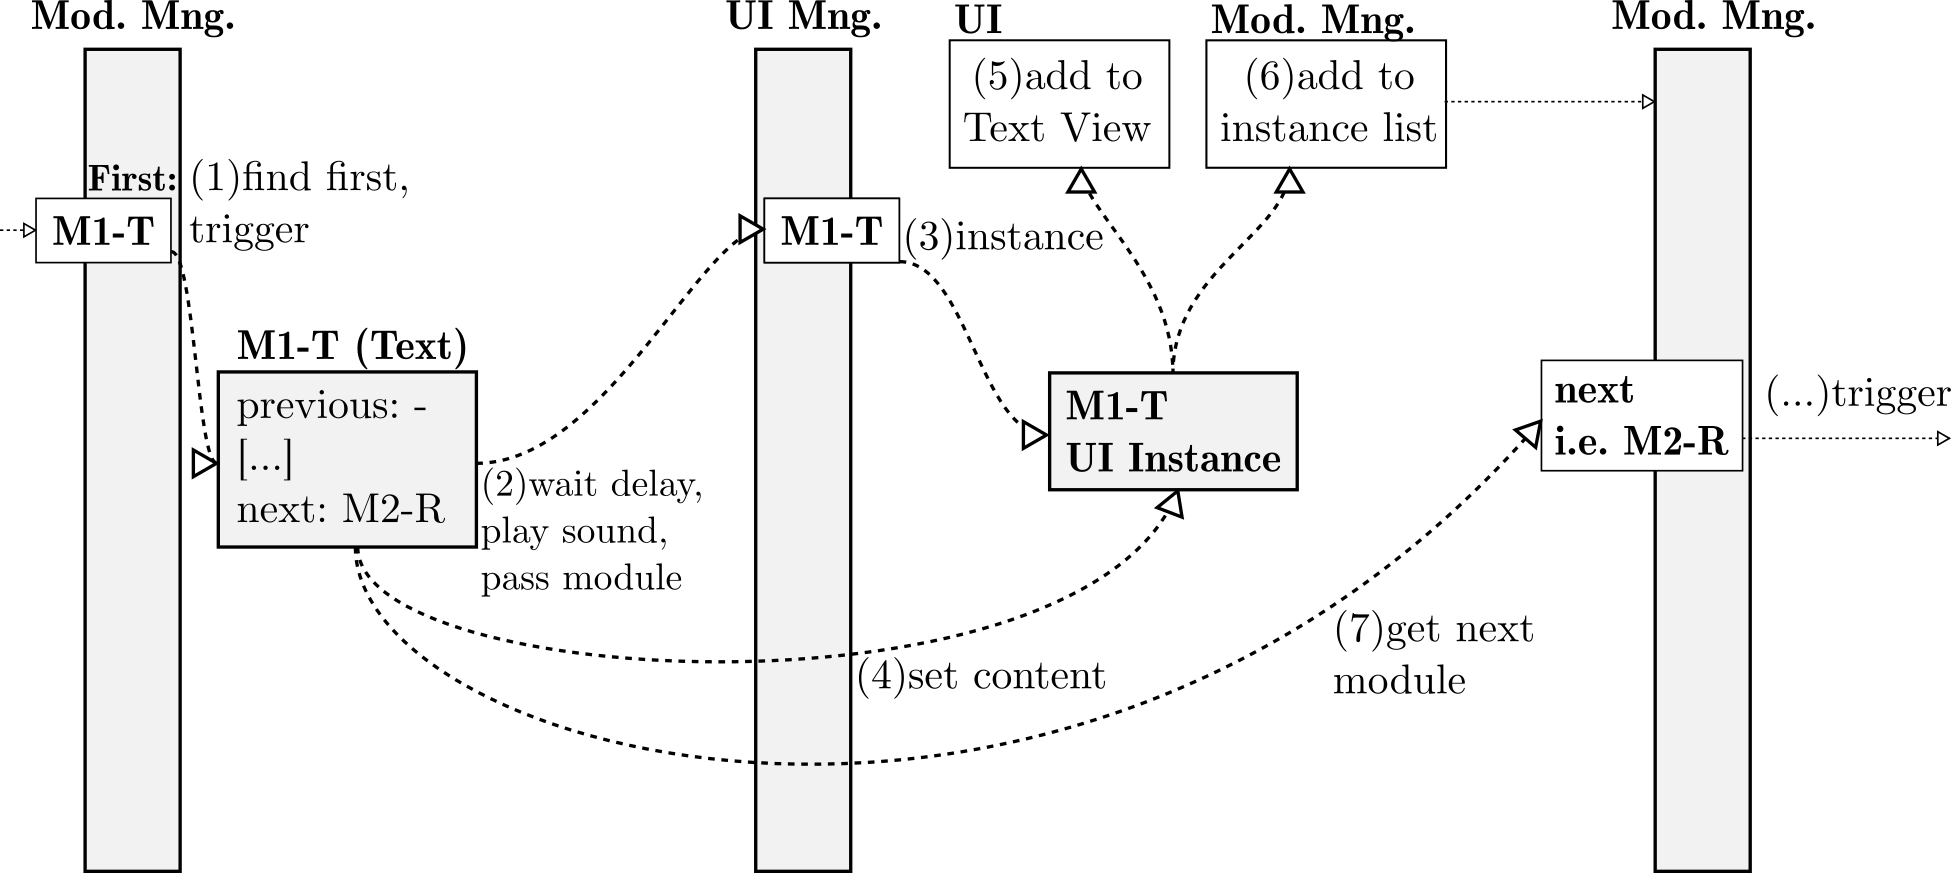 Mod. Mng.
UI Mng.
UI
Mod. Mng.
Mod. Mng.
(5)add to
Text View
(6)add to
instance list
First:
(1)find first,
trigger
M1-T
M1-T
(3)instance
M1-T (Text)
previous: -
[...]
next: M2-R
(2)wait delay,
play sound,
pass module
M1-T
UI Instance
next
i.e. M2-R
(...)trigger
(4)set content
(7)get next
module